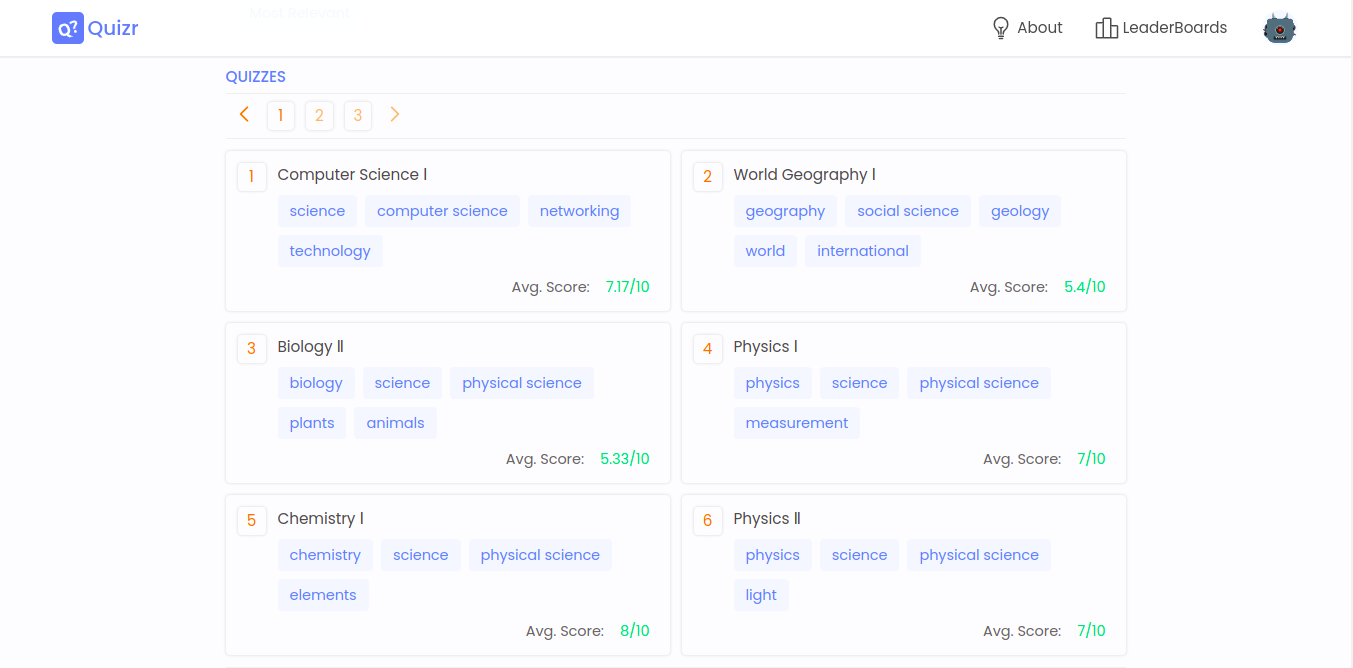 Most Relevant
Q? Quizr About LeaderBoards
QUIZZES
1 2 3
1 Computer Science I
science computer science networking
technology
Avg. Score: 7.17/10
2 World Geography I
geography social science geology
world international
Avg. Score: 5.4/10
3 Biology II
biology science physical science
plants animals
Avg. Score: 5.33/10
4 Physics I
physics science physical science
measurement
Avg. Score: 7/10
5 Chemistry I
chemistry science physical science
elements
Avg. Score: 8/10
6 Physics II
physics science physical science
light
Avg. Score: 7/10